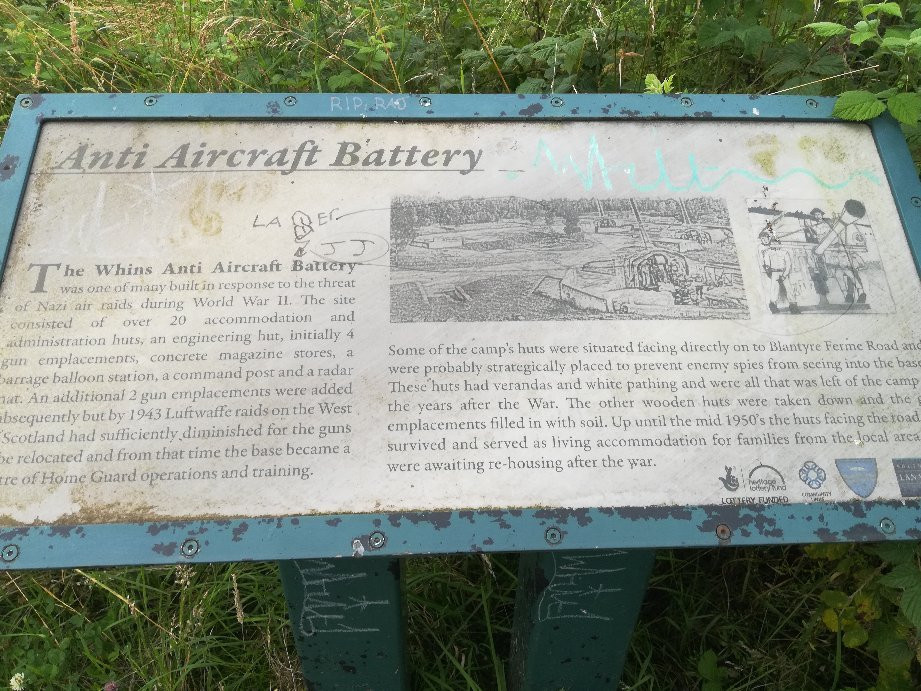 RIP RAO
Anti Aircraft Battery
LAGER
JJ
The Whins Anti Aircraft Battery
was one of many built in response to the threat
of Nazi air raids during World War II. The site
consisted of over 20 accommodation and
administration huts, an engineering hut, initially 4
gun emplacements, concrete magazine stores, a
barrage balloon station, a command post and a radar
mat. An additional 2 gun emplacements were added
subsequently but by 1943 Luftwaffe raids on the West
Scotland had sufficiently diminished for the guns
be relocated and from that time the base became a
tre of Home Guard operations and training.
Some of the camp's huts were situated facing directly on to Blantyre Ferme Road and
were probably strategically placed to prevent enemy spies from seeing into the base
These huts had verandas and white pathing and were all that was left of the camp
the years after the War. The other wooden huts were taken down and the
emplacements filled in with soil. Up until the mid 1950's the huts facing the road
survived and served as living accommodation for families from the local area
were awaiting re-housing after the war.
heritage
lottery fund
LOTTERY FUNDED